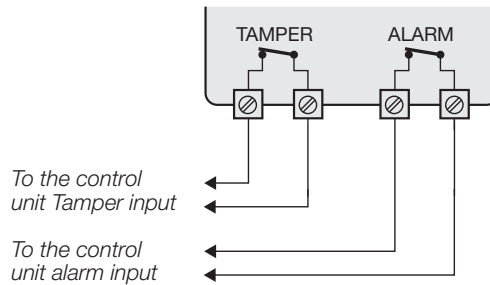 TAMPER ALARM
To the control
unit Tamper input
To the control
unit alarm input